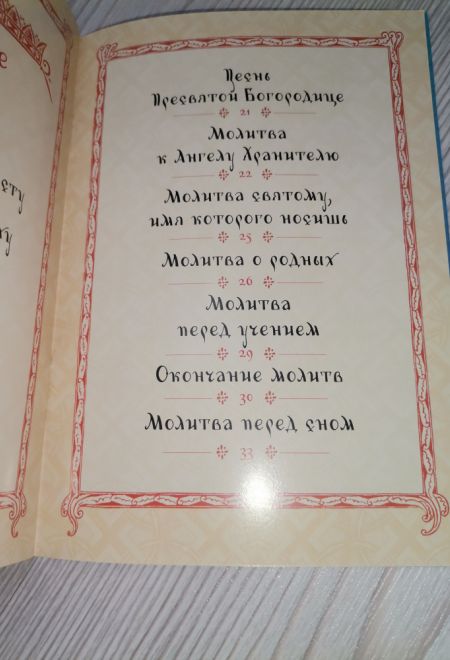 Песнь
Пресвятой Богородице
21
Молитва
к Ангелу Хранителю
22
Молитва святому,
имя которого носишь
25
Молитва о родных
26
Молитва
перед учением
29
Окончание молитв
30
Молитва перед сном
33